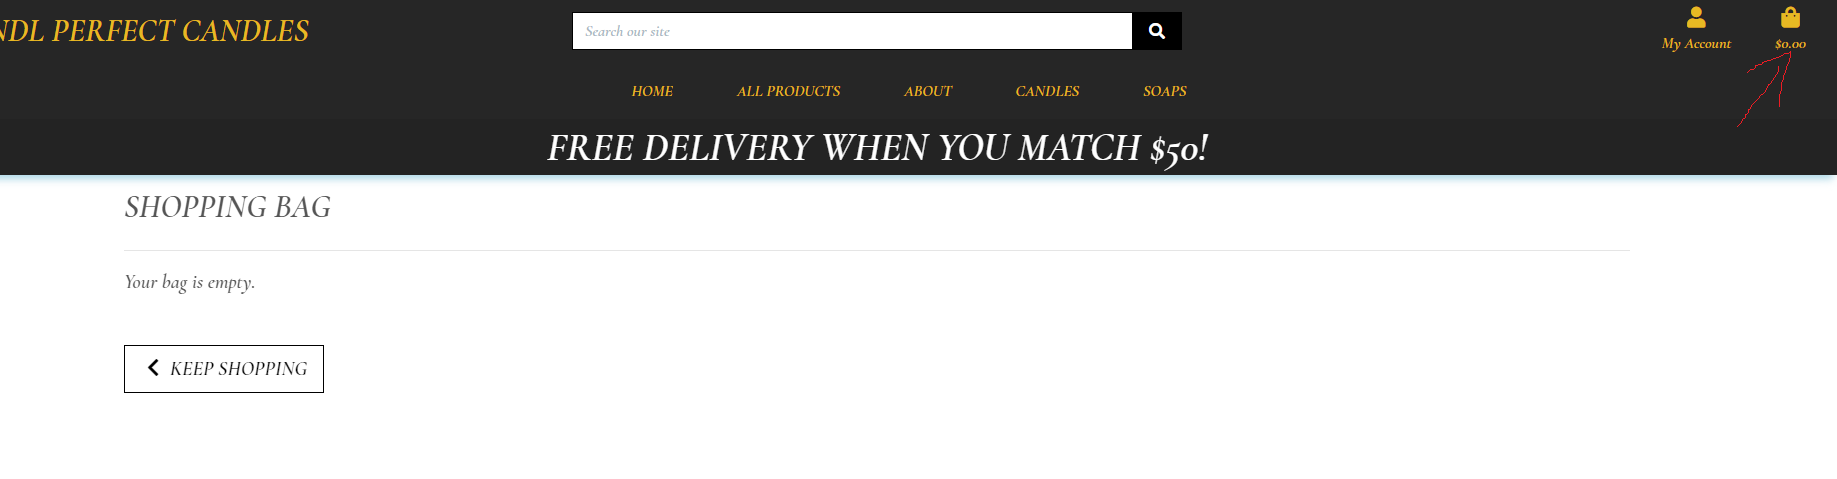 NDL PERFECT CANDLES
Search our site
My Account
$0.00
HOME ALL PRODUCTS ABOUT CANDLES SOAPS
FREE DELIVERY WHEN YOU MATCH $50!
SHOPPING BAG
Your bag is empty.
KEEP SHOPPING